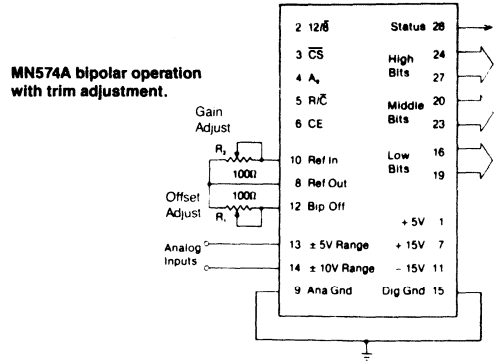 MN574A bipolar operation
with trim adjustment.
2 12/8̅
Status 28
3 C̅S̅
High
Bits
24
27
4 Aₒ
5 R/C̅
Middle
Bits
20
23
6 CE
Gain
Adjust
R₂
100Ω
10 Ref In
Low
Bits
16
19
8 Ref Out
Offset
Adjust
100Ω
R₁
12 Bip Off
+ 5V 1
Analog
Inputs
13 ± 5V Range
+ 15V 7
14 ± 10V Range
− 15V 11
9 Ana Gnd
Dig Gnd 15